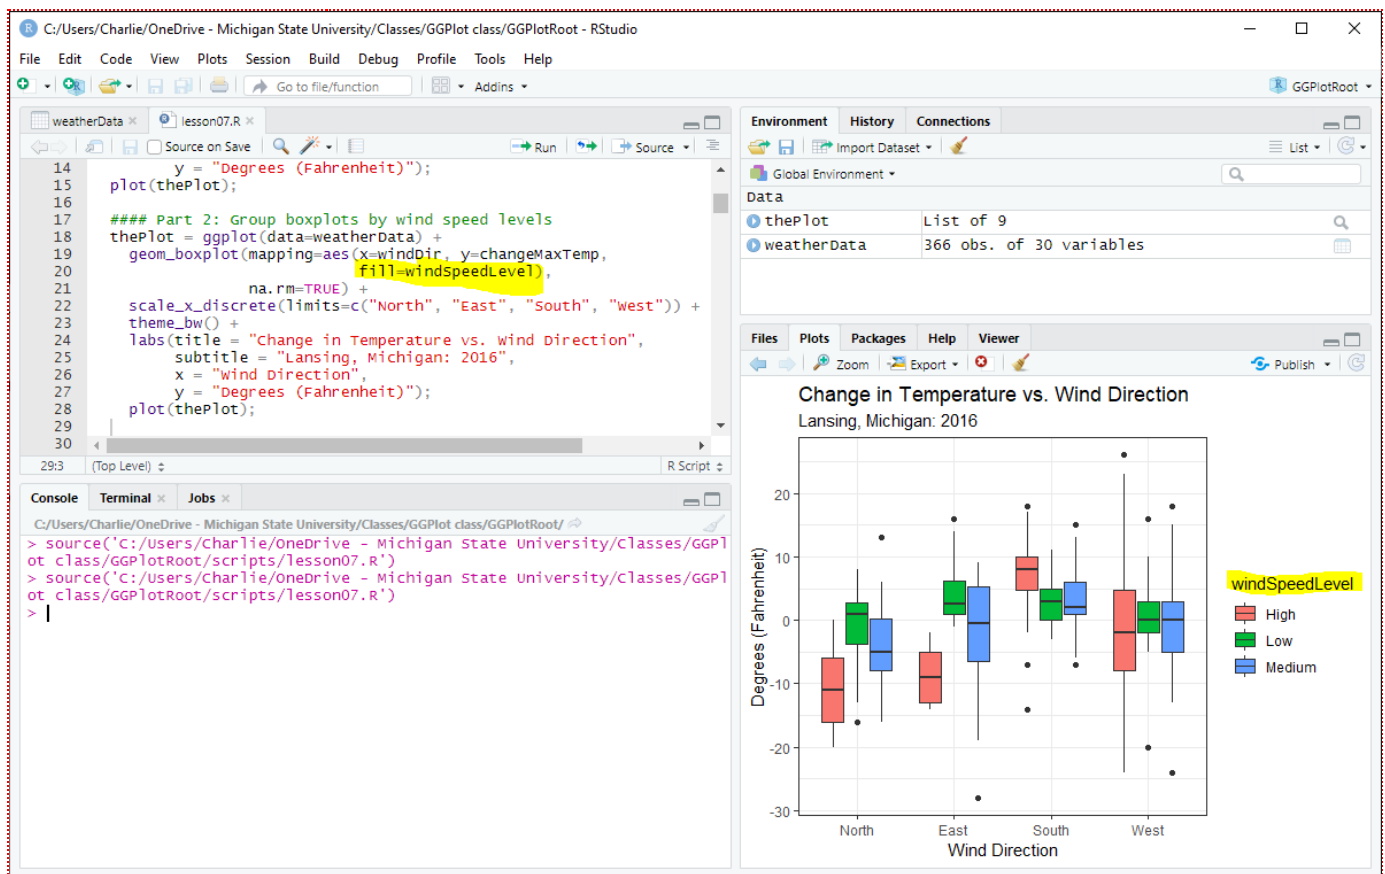 C:/Users/Charlie/OneDrive - Michigan State University/Classes/GGPlot class/GGPlotRoot - RStudio
File Edit Code View Plots Session Build Debug Profile Tools Help
Go to file/function Addins GGPlotRoot
weatherData lesson07.R
Source on Save Run Source
14 y = "Degrees (Fahrenheit)");
15 plot(thePlot);
16
17 #### Part 2: Group boxplots by wind speed levels
18 thePlot = ggplot(data=weatherData) +
19 geom_boxplot(mapping=aes(x=windDir, y=changeMaxTemp,
20 fill=windSpeedLevel),
21 na.rm=TRUE) +
22 scale_x_discrete(limits=c("North", "East", "South", "West")) +
23 theme_bw() +
24 labs(title = "Change in Temperature vs. Wind Direction",
25 subtitle = "Lansing, Michigan: 2016",
26 x = "Wind Direction",
27 y = "Degrees (Fahrenheit)");
28 plot(thePlot);
29
30
29:3 (Top Level) R Script
Console Terminal Jobs
C:/Users/Charlie/OneDrive - Michigan State University/Classes/GGPlot class/GGPlotRoot/
> source('C:/Users/Charlie/OneDrive - Michigan State University/Classes/GGPl
ot class/GGPlotRoot/scripts/lesson07.R')
> source('C:/Users/Charlie/OneDrive - Michigan State University/Classes/GGPl
ot class/GGPlotRoot/scripts/lesson07.R')
>
Environment History Connections
Import Dataset List
Global Environment
Data
thePlot List of 9
weatherData 366 obs. of 30 variables
Files Plots Packages Help Viewer
Zoom Export Publish
Change in Temperature vs. Wind Direction
Lansing, Michigan: 2016
Degrees (Fahrenheit)
20
10
0
-10
-20
-30
North East South West
Wind Direction
windSpeedLevel
High
Low
Medium